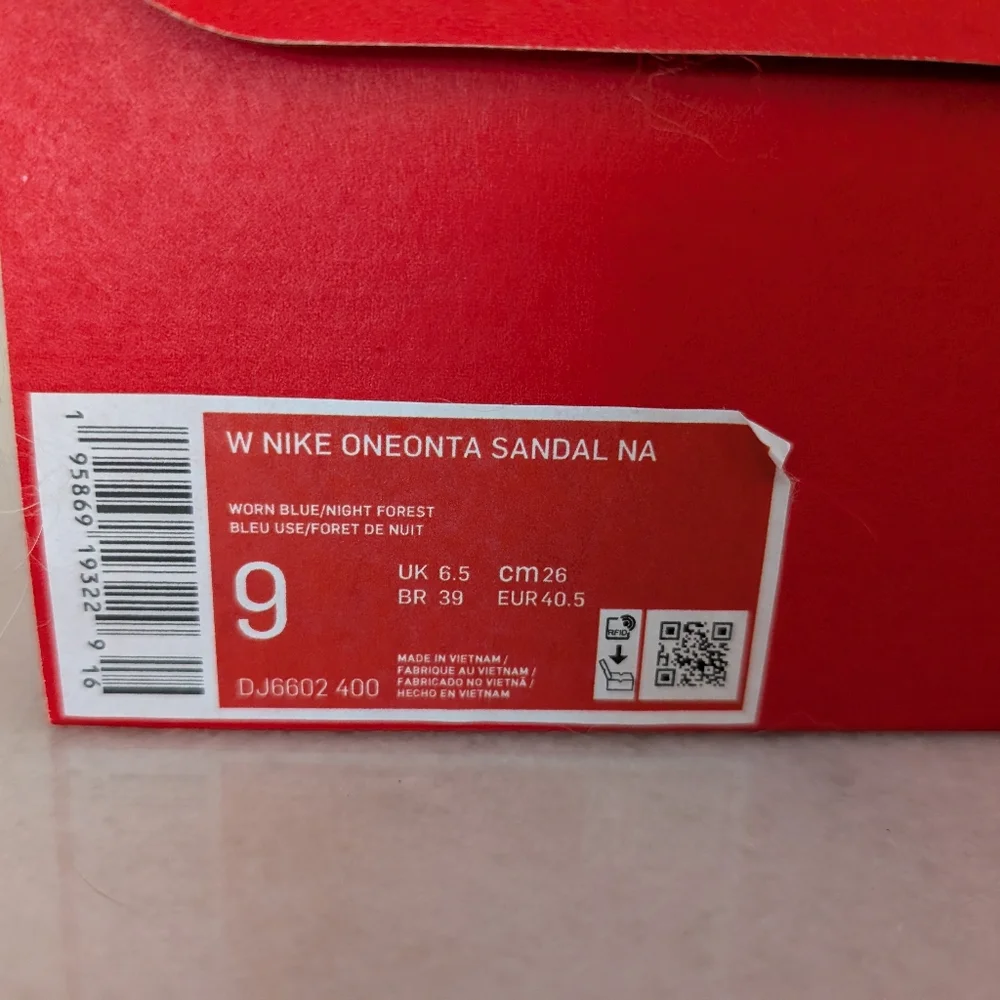 1 95869 19322 9 16
W NIKE ONEONTA SANDAL NA
WORN BLUE/NIGHT FOREST
BLEU USE/FORET DE NUIT
9
UK 6.5 cm 26
BR 39 EUR 40.5
DJ6602 400
MADE IN VIETNAM /
FABRIQUE AU VIETNAM /
FABRICADO NO VIETNÃ /
HECHO EN VIETNAM
RFID